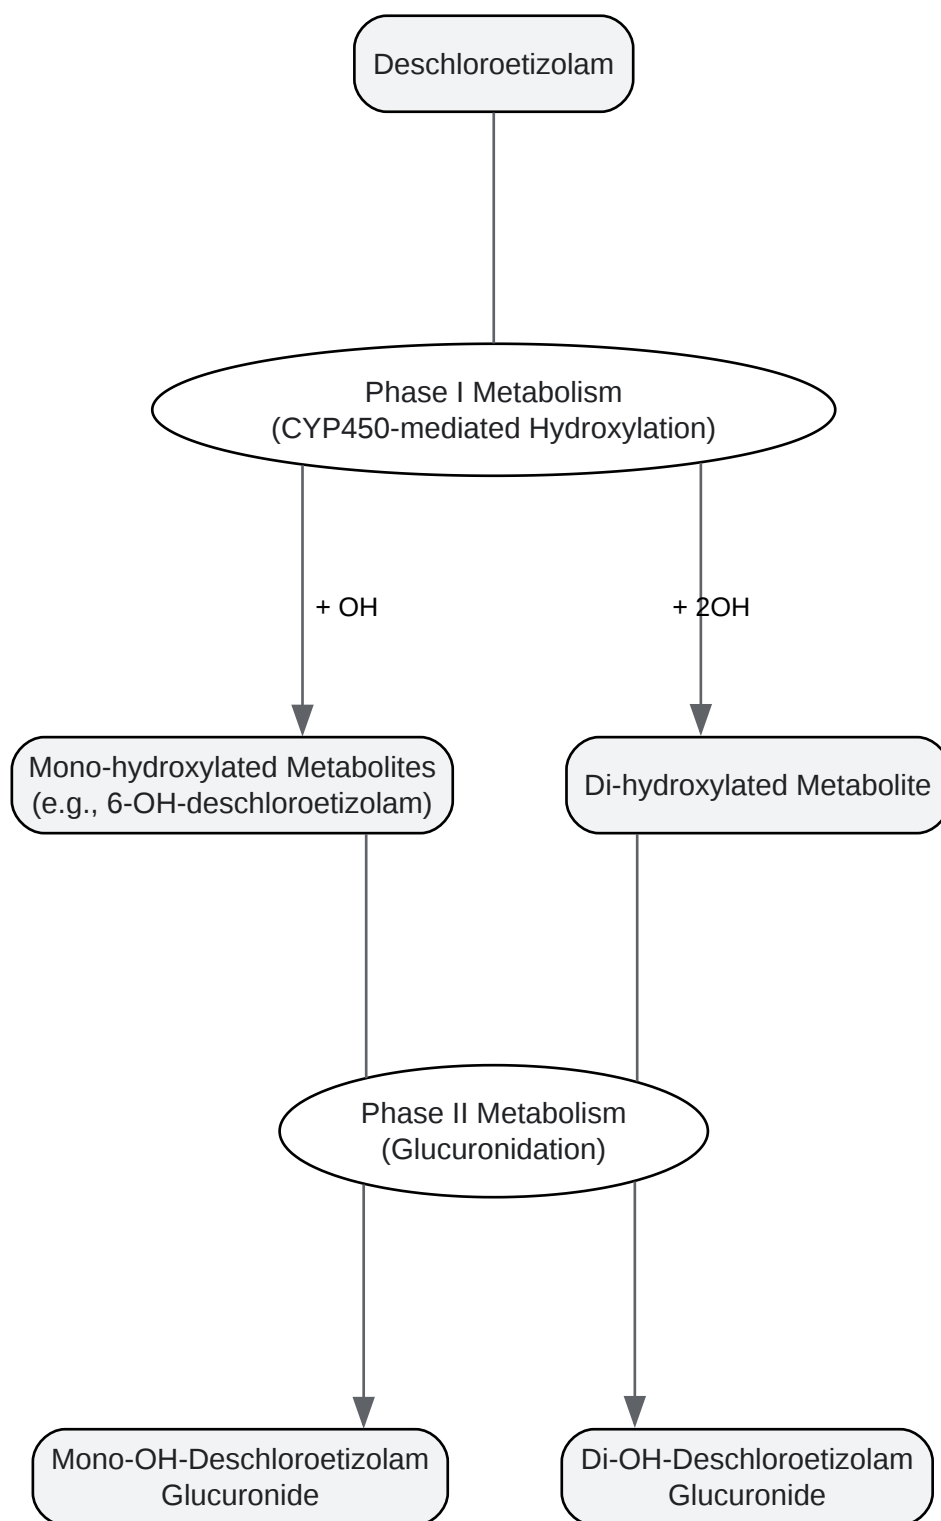 Deschloroetizolam
Phase I Metabolism
(CYP450-mediated Hydroxylation)
+ OH
+ 2OH
Mono-hydroxylated Metabolites
(e.g., 6-OH-deschloroetizolam)
Di-hydroxylated Metabolite
Phase II Metabolism
(Glucuronidation)
Mono-OH-Deschloroetizolam
Glucuronide
Di-OH-Deschloroetizolam
Glucuronide